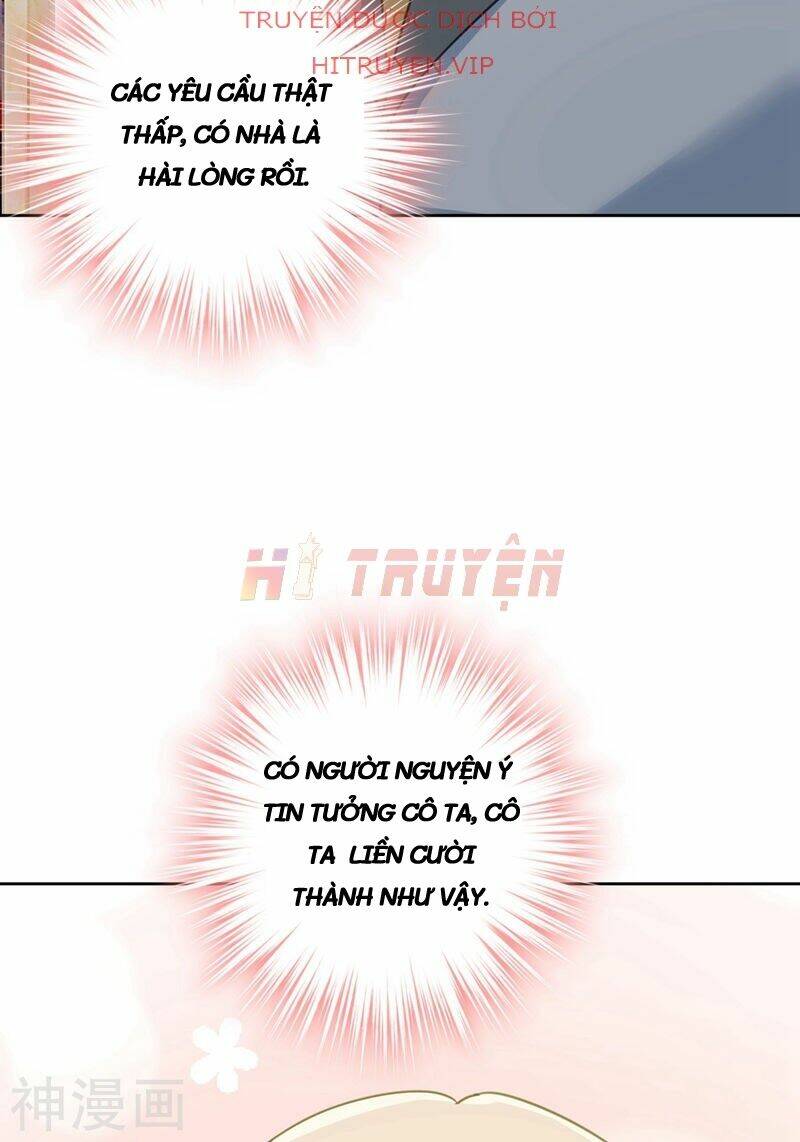 TRUYỆN ĐƯỢC DỊCH BỞI
HITRUYEN.VIP
CÁC YÊU CẦU THẬT
THẤP, CÓ NHÀ LÀ
HÀI LÒNG RỒI.
HI TRUYỆN
CÓ NGƯỜI NGUYỆN Ý
TIN TƯỞNG CÔ TA, CÔ
TA LIỀN CƯỜI
THÀNH NHƯ VẬY.
神漫画